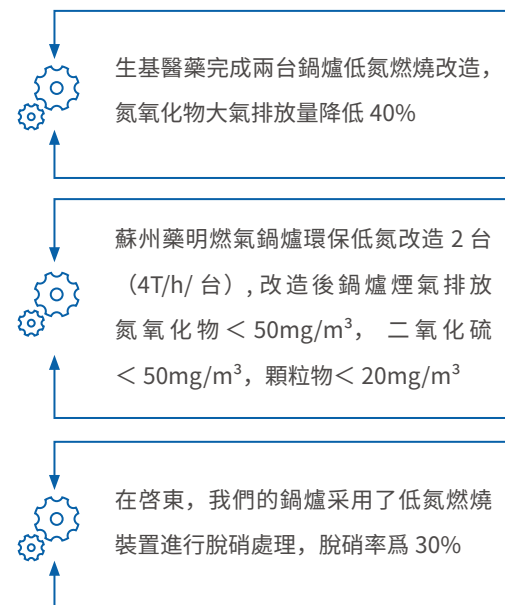 生基醫藥完成兩台鍋爐低氮燃燒改造，
氮氧化物大氣排放量降低 40%
蘇州藥明燃氣鍋爐環保低氮改造 2 台
（4T/h/ 台）, 改造後鍋爐煙氣排放
氮氧化物＜ 50mg/m³， 二氧化硫
＜ 50mg/m³，顆粒物＜ 20mg/m³
在啓東，我們的鍋爐采用了低氮燃燒
裝置進行脫硝處理，脫硝率爲 30%